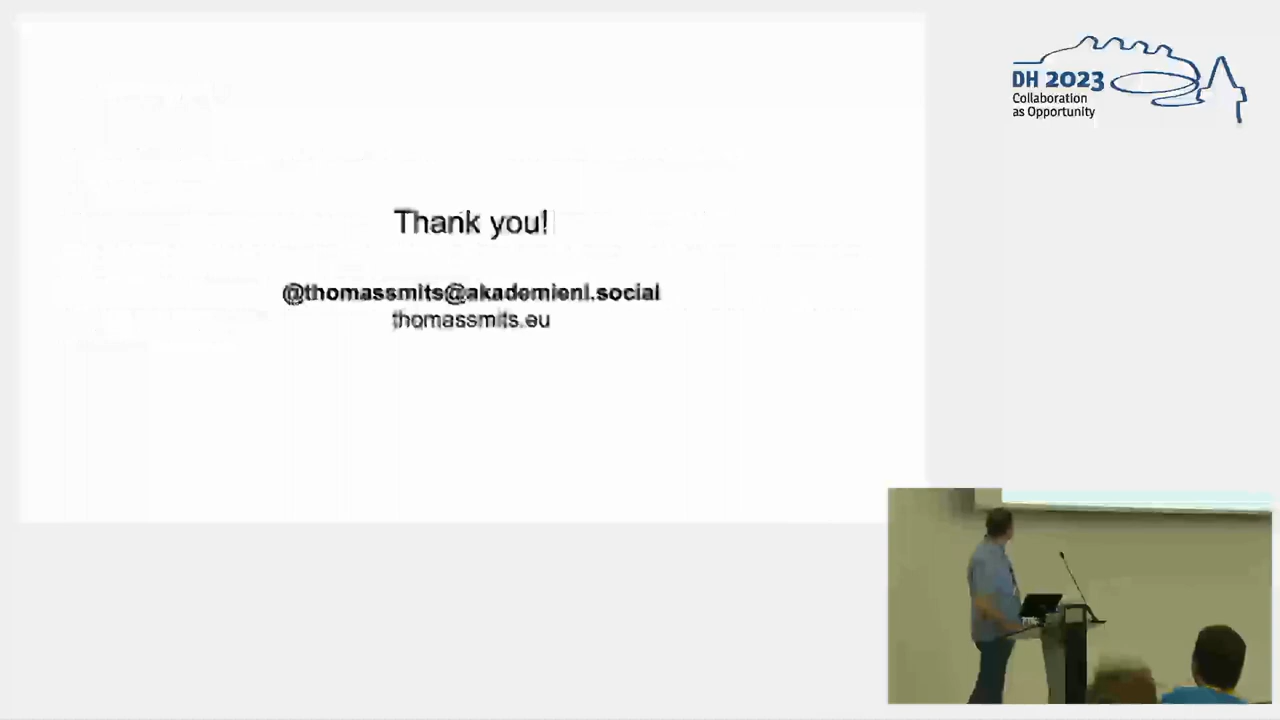 Thank you!
@thomassmits@akademienl.social
thomassmits.eu
DH 2023
Collaboration
as Opportunity